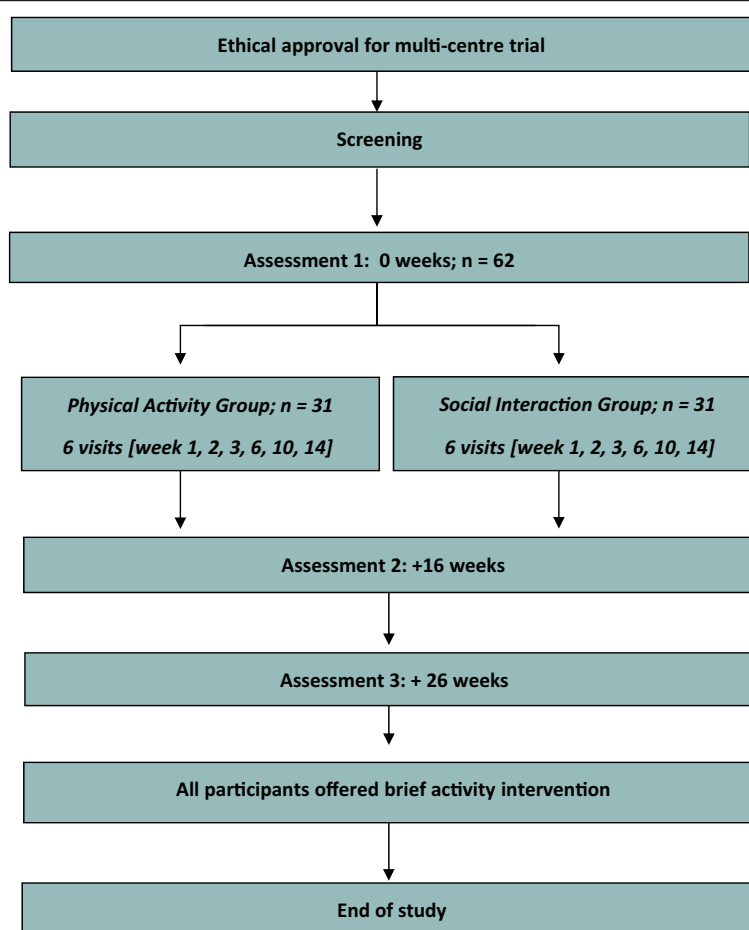 Ethical approval for multi-centre trial
Screening
Assessment 1: 0 weeks; n = 62
Physical Activity Group; n = 31
6 visits [week 1, 2, 3, 6, 10, 14]
Social Interaction Group; n = 31
6 visits [week 1, 2, 3, 6, 10, 14]
Assessment 2: +16 weeks
Assessment 3: + 26 weeks
All participants offered brief activity intervention
End of study